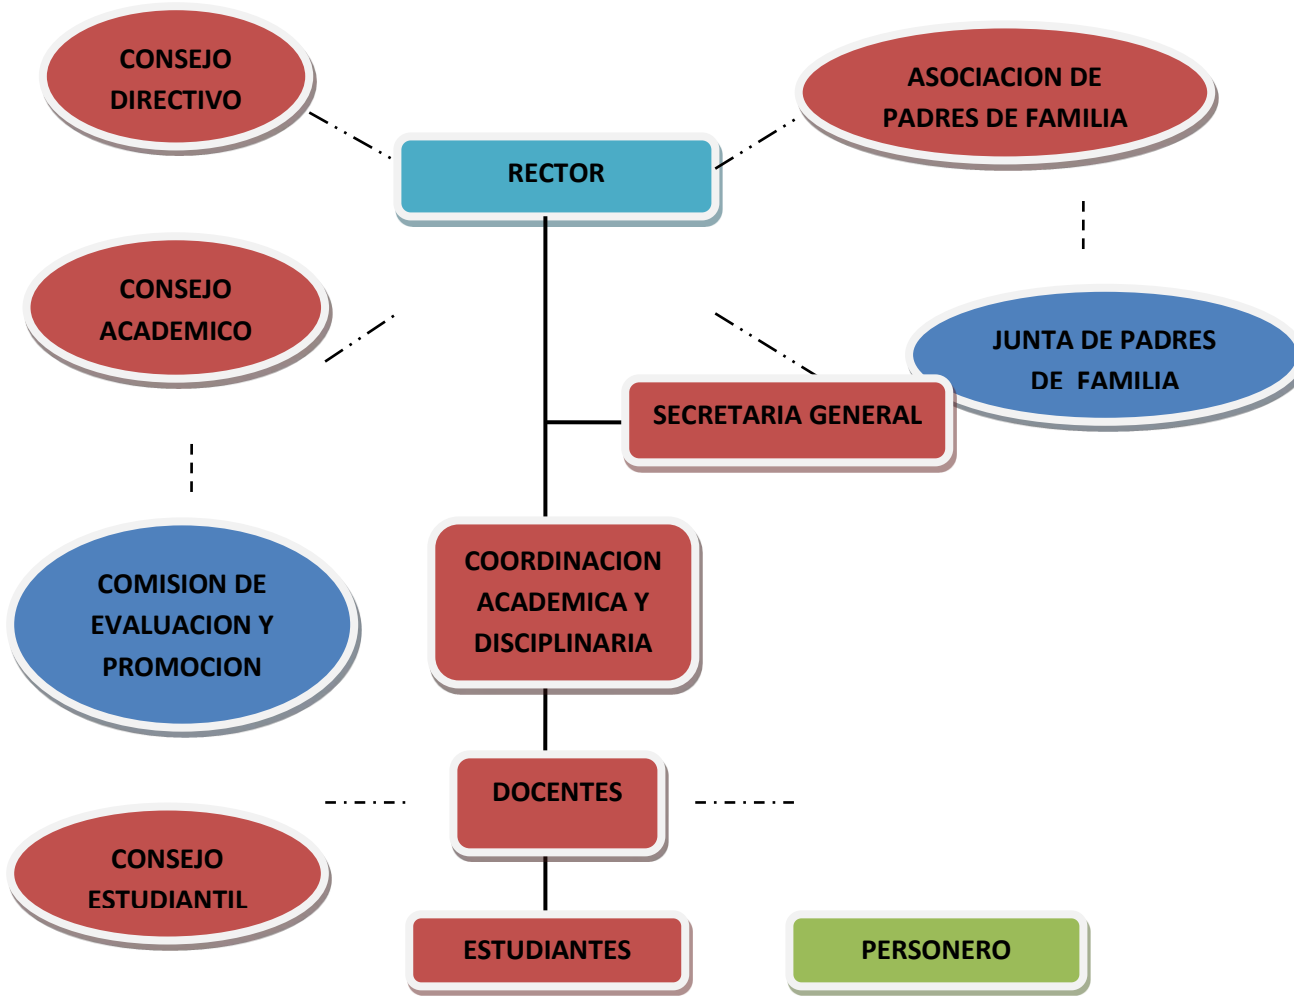 CONSEJO
DIRECTIVO
ASOCIACION DE
PADRES DE FAMILIA
RECTOR
CONSEJO
ACADEMICO
JUNTA DE PADRES
DE FAMILIA
SECRETARIA GENERAL
COORDINACION
ACADEMICA Y
DISCIPLINARIA
COMISION DE
EVALUACION Y
PROMOCION
DOCENTES
CONSEJO
ESTUDIANTIL
ESTUDIANTES
PERSONERO